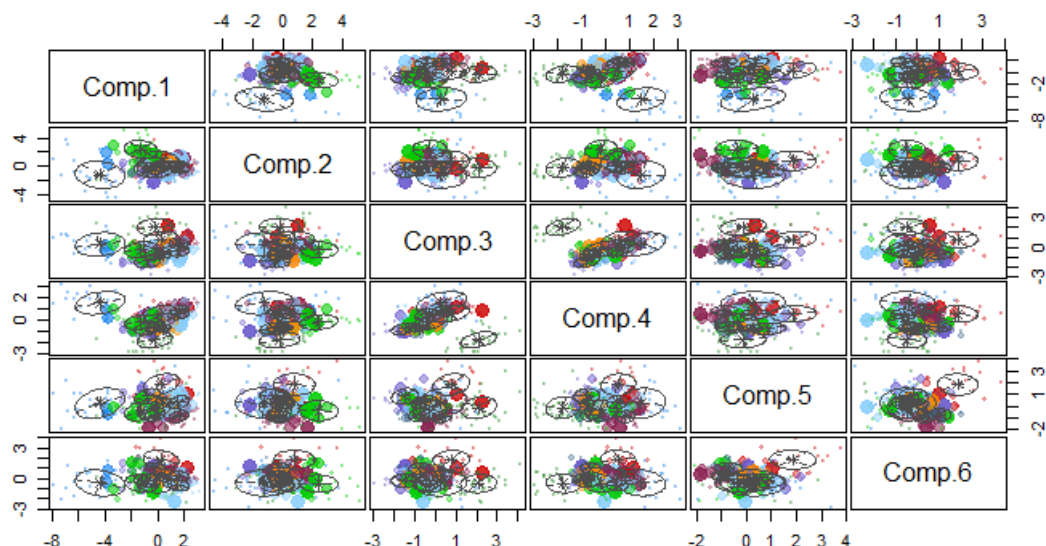 -4 -2 0 2 4 -3 -1 1 3 -3 -1 1 3
Comp.1 -2 -8
4 0 -4 Comp.2
Comp.3 3 0 -3
2 0 -3 Comp.4
Comp.5 3 1 -2
3 0 -3 Comp.6
-8 -4 0 2 -3 -1 1 3 -2 -1 0 1 2 3 4